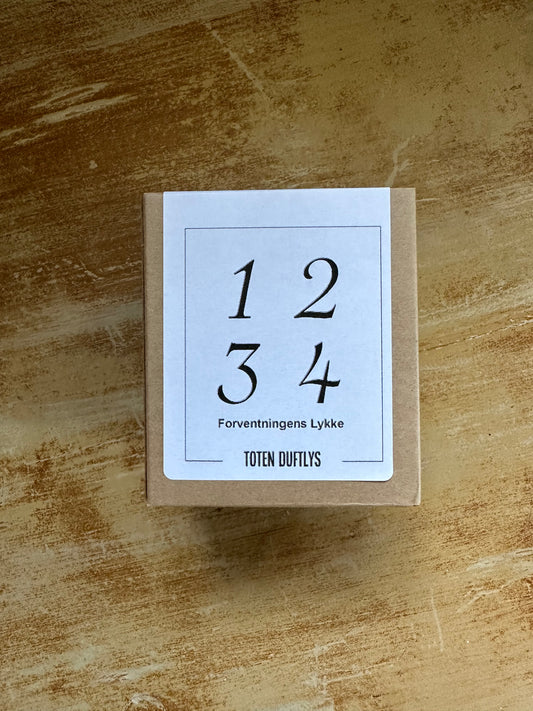 1 2
3 4
Forventningens Lykke
TOTEN DUFTLYS